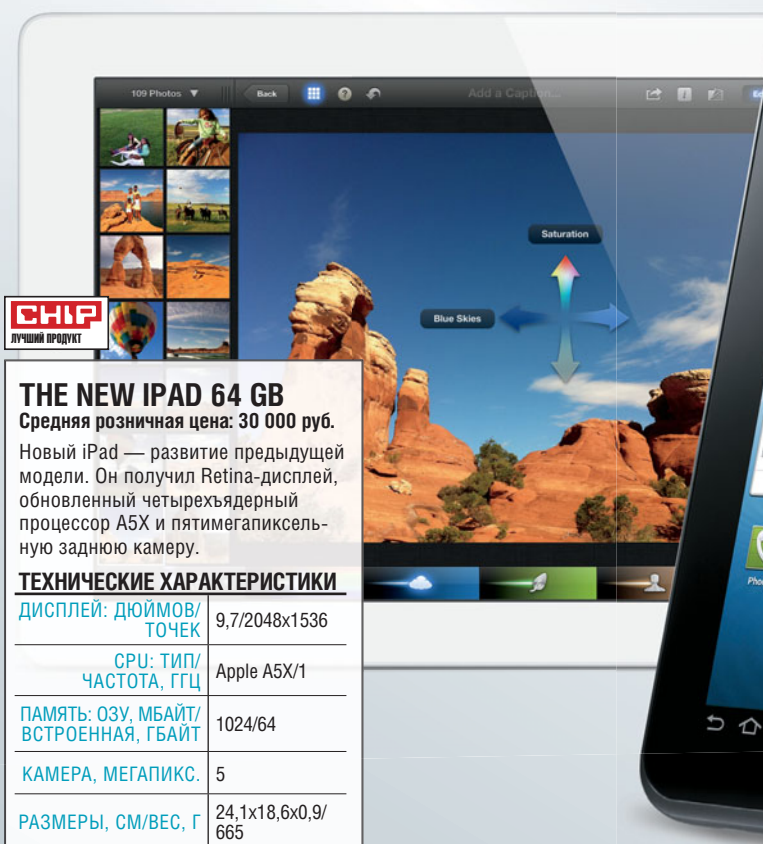 109 Photos
Back
Add a Caption...
Saturation
Blue Skies
CHIP
ЛУЧШИЙ ПРОДУКТ
THE NEW IPAD 64 GB
Средняя розничная цена: 30 000 руб.
Новый iPad — развитие предыдущей
модели. Он получил Retina-дисплей,
обновленный четырехъядерный
процессор A5X и пятимегапиксель-
ную заднюю камеру.
ТЕХНИЧЕСКИЕ ХАРАКТЕРИСТИКИ
ДИСПЛЕЙ: ДЮЙМОВ/
ТОЧЕК
9,7/2048x1536
CPU: ТИП/
ЧАСТОТА, ГГЦ
Apple A5X/1
ПАМЯТЬ: ОЗУ, МБАЙТ/
ВСТРОЕННАЯ, ГБАЙТ
1024/64
КАМЕРА, МЕГАПИКС.
5
РАЗМЕРЫ, СМ/ВЕС, Г
24,1x18,6x0,9/
665